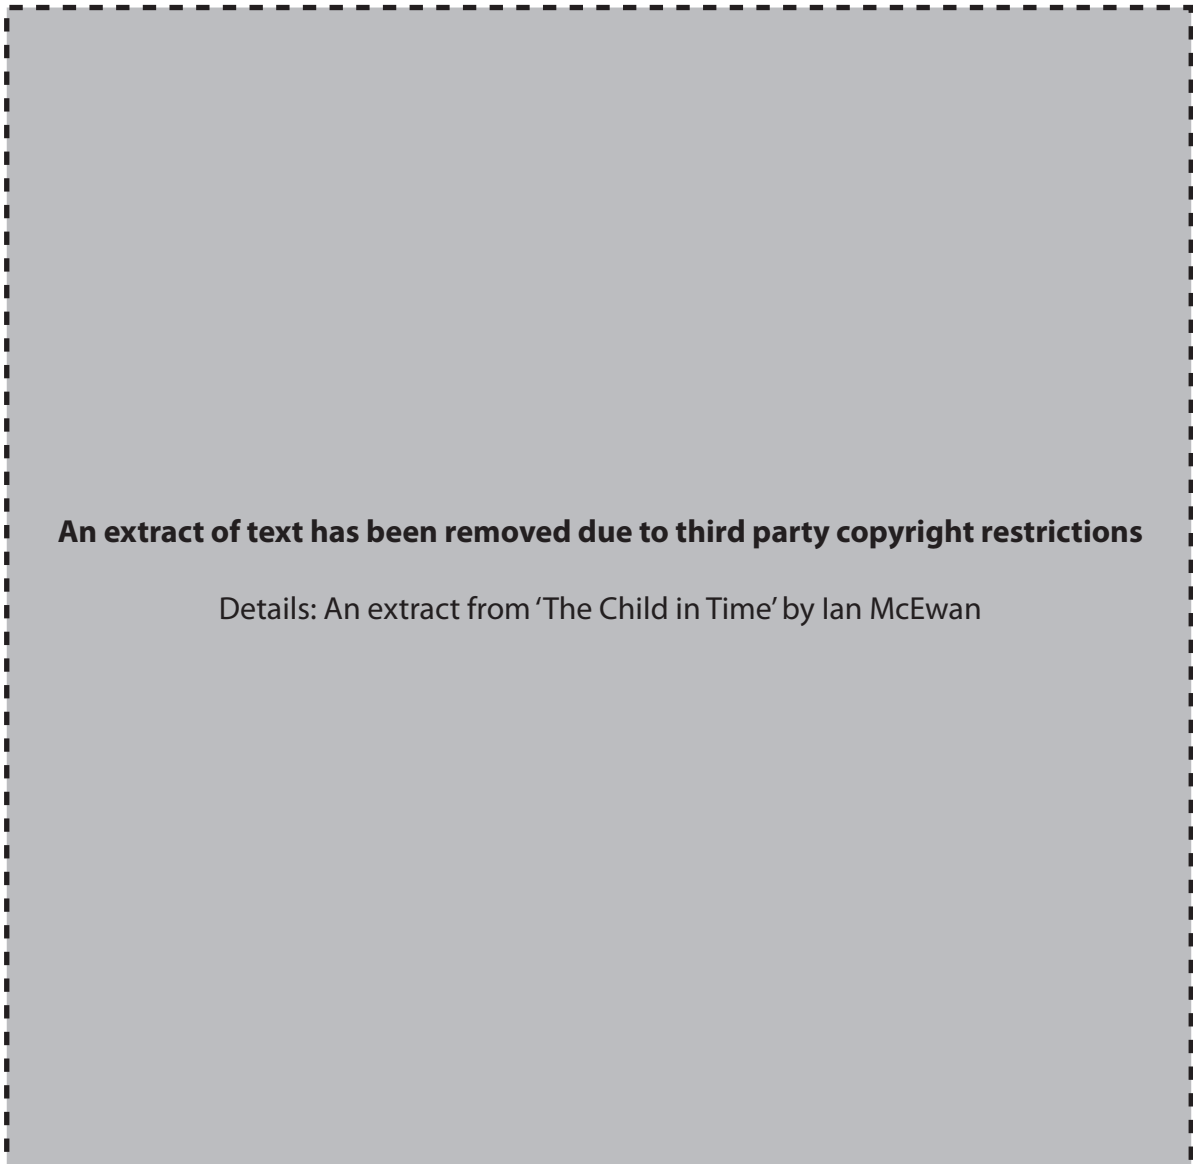 An extract of text has been removed due to third party copyright restrictions
Details: An extract from ‘The Child in Time’ by Ian McEwan